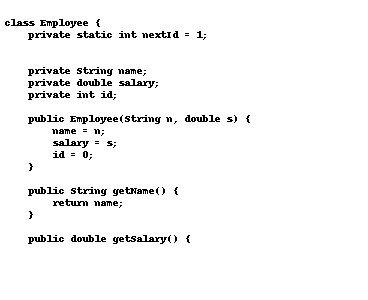 class Employee {
    private static int nextId = 1;
    private String name;
    private double salary;
    private int id;
    public Employee(String n, double s) {
        name = n;
        salary = s;
        id = 0;
    }
    public String getName() {
        return name;
    }
    public double getSalary() {